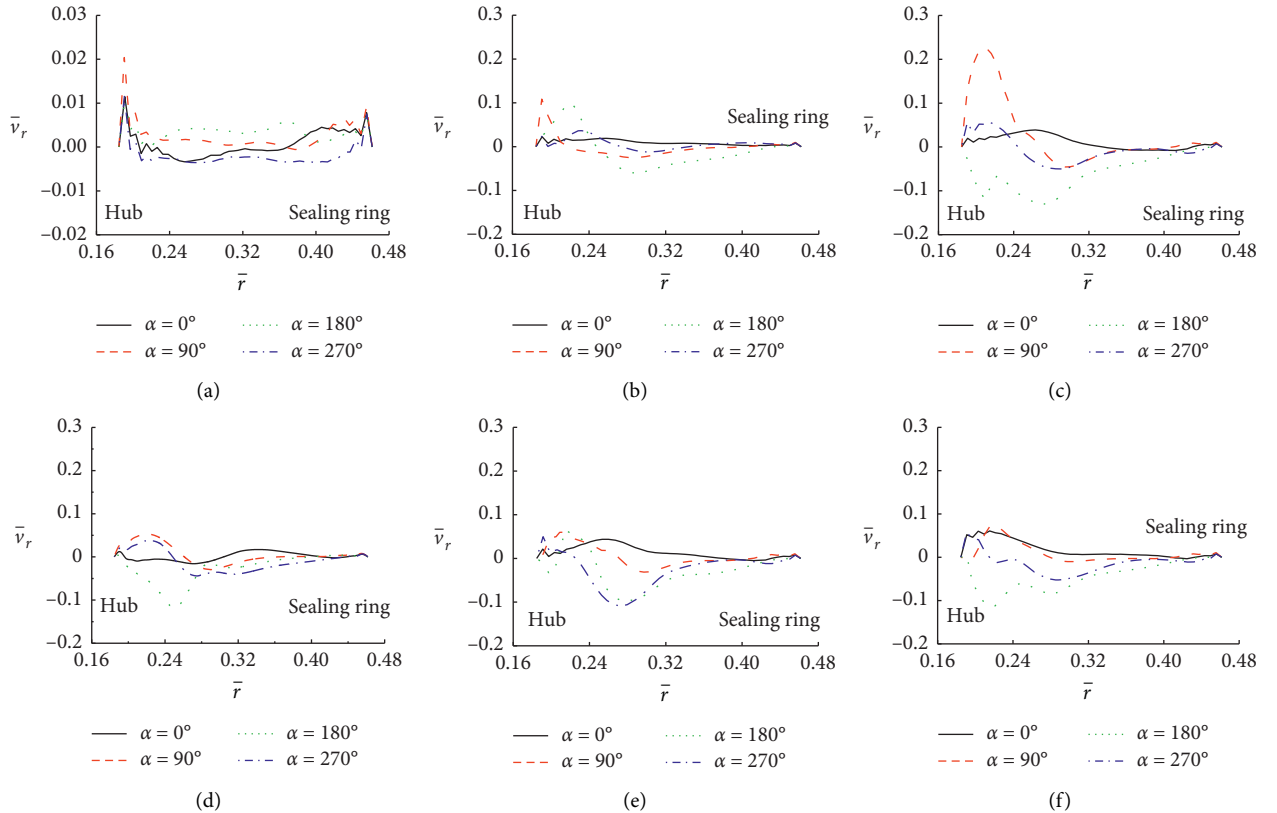 0.03
0.02
0.01
0.00
−0.01
−0.02
v̄r
Hub
Sealing ring
0.16 0.24 0.32 0.40 0.48
r̄
α = 0° α = 180°
α = 90° α = 270°
(a)
0.3
0.2
0.1
0
−0.1
−0.2
v̄r
Sealing ring
Hub
0.16 0.24 0.32 0.40 0.48
r̄
α = 0° α = 180°
α = 90° α = 270°
(b)
0.3
0.2
0.1
0
−0.1
−0.2
v̄r
Hub
Sealing ring
0.16 0.24 0.32 0.40 0.48
r̄
α = 0° α = 180°
α = 90° α = 270°
(c)
0.3
0.2
0.1
0
−0.1
−0.2
v̄r
Hub
Sealing ring
0.16 0.24 0.32 0.40 0.48
r̄
α = 0° α = 180°
α = 90° α = 270°
(d)
0.3
0.2
0.1
0
−0.1
−0.2
v̄r
Hub
Sealing ring
0.16 0.24 0.32 0.40 0.48
r̄
α = 0° α = 180°
α = 90° α = 270°
(e)
0.3
0.2
0.1
0
−0.1
−0.2
v̄r
Sealing ring
Hub
0.16 0.24 0.32 0.40 0.48
r̄
α = 0° α = 180°
α = 90° α = 270°
(f)